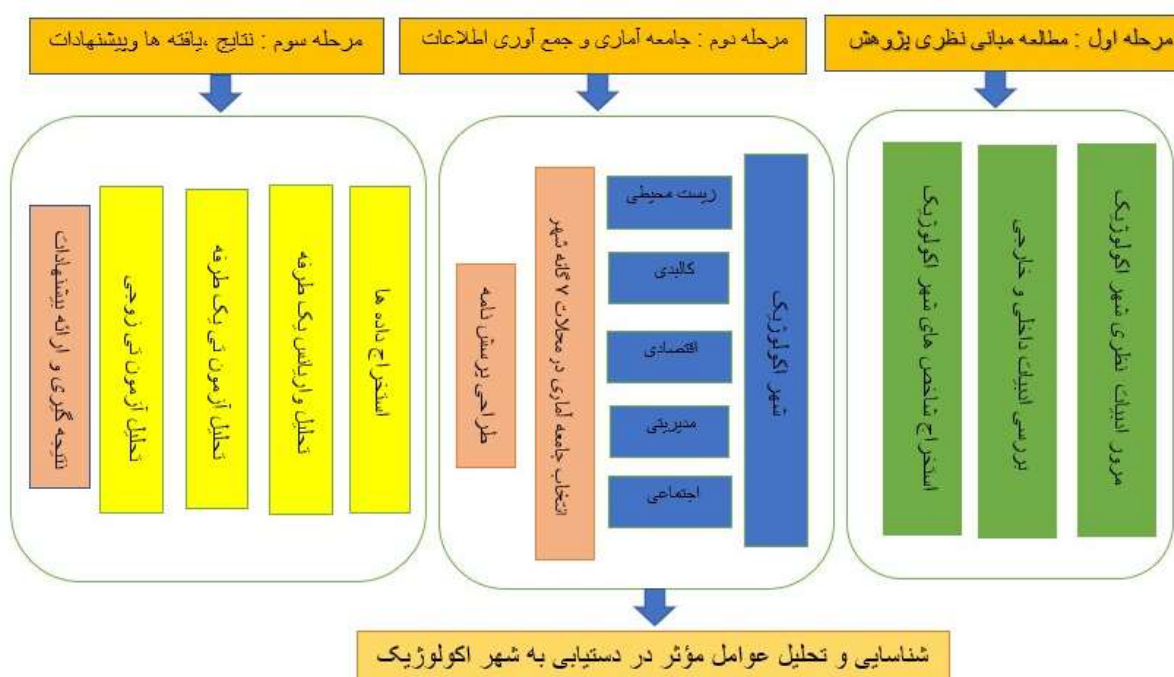 مرحله اول : مطالعه مبانی نظری پژوهش
مرور ادبیات نظری شهر اکولوژیک
بررسی ادبیات داخلی و خارجی
استخراج شاخص های شهر اکولوژیک
مرحله دوم : جامعه آماری و جمع آوری اطلاعات
شهر اکولوژیک
زیست محیطی
کالبدی
اقتصادی
مدیریتی
اجتماعی
انتخاب جامعه آماری در محلات ۷ گانه شهر
طراحی پرسش نامه
مرحله سوم : نتایج ،یافته ها وپیشنهادات
استخراج داده ها
تحلیل واریانس یک طرفه
تحلیل آزمون تی یک طرفه
تحلیل آزمون تی زوجی
نتیجه گیری و ارائه پیشنهادات
شناسایی و تحلیل عوامل مؤثر در دستیابی به شهر اکولوژیک